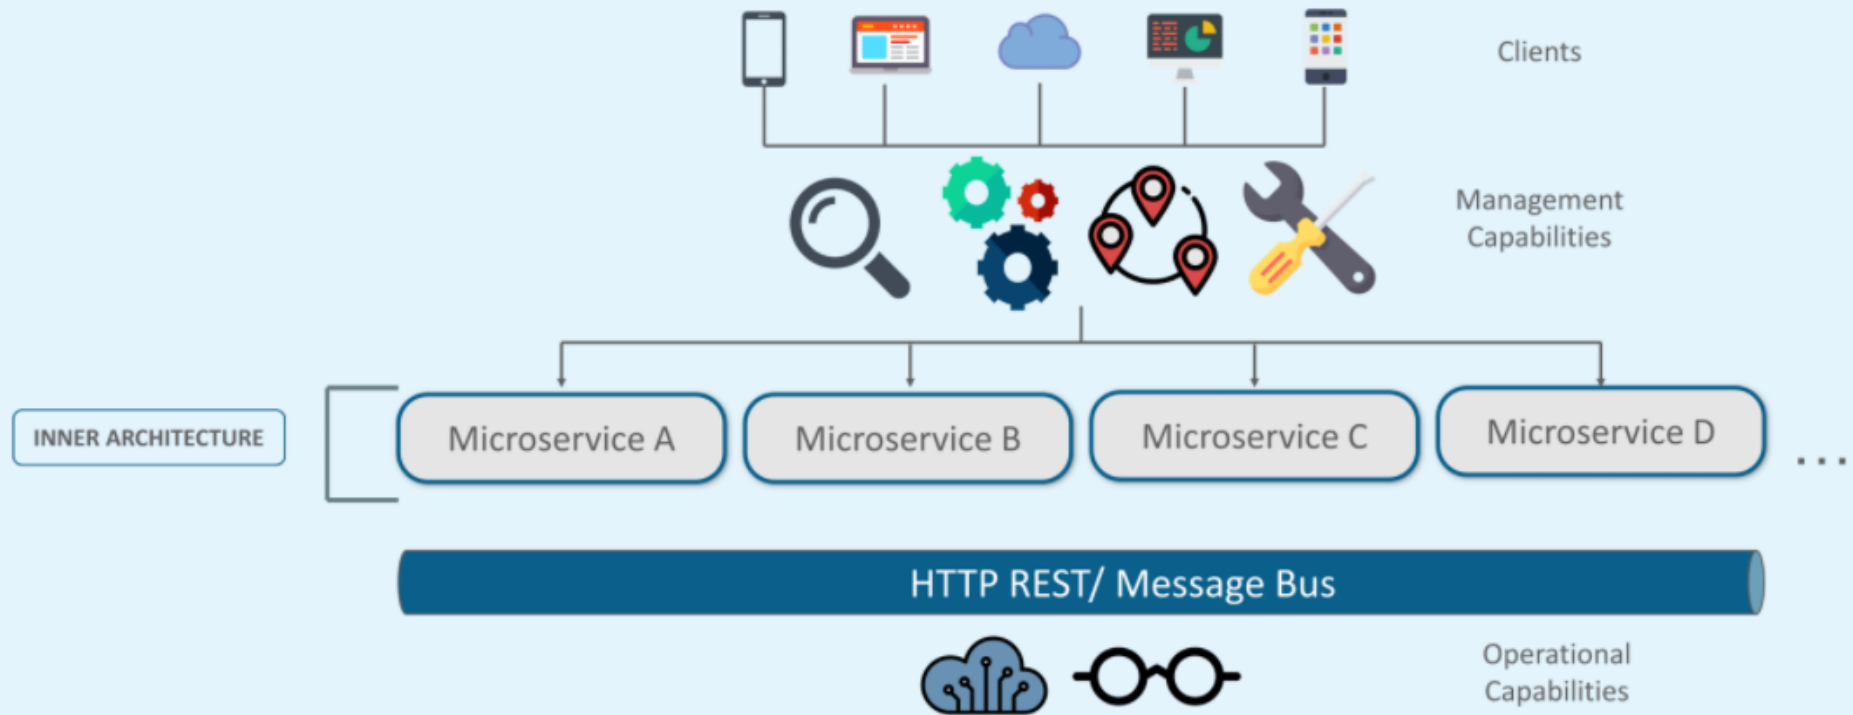 Clients
Management
Capabilities
INNER ARCHITECTURE
Microservice A
Microservice B
Microservice C
Microservice D
...
HTTP REST/ Message Bus
Operational
Capabilities